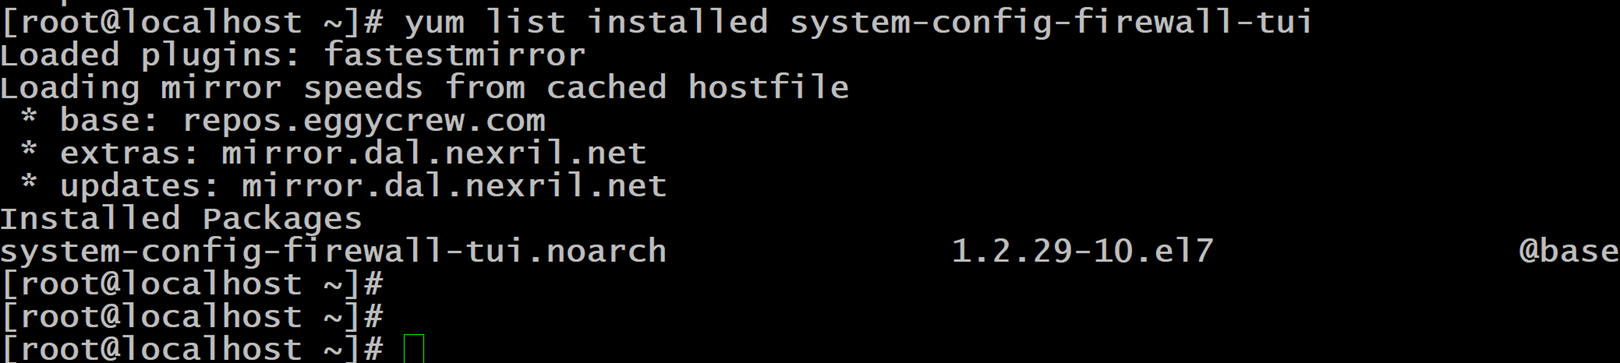 [root@localhost ~]# yum list installed system-config-firewall-tui
Loaded plugins: fastestmirror
Loading mirror speeds from cached hostfile
 * base: repos.eggycrew.com
 * extras: mirror.dal.nexril.net
 * updates: mirror.dal.nexril.net
Installed Packages
system-config-firewall-tui.noarch 1.2.29-10.el7 @base
[root@localhost ~]#
[root@localhost ~]#
[root@localhost ~]#